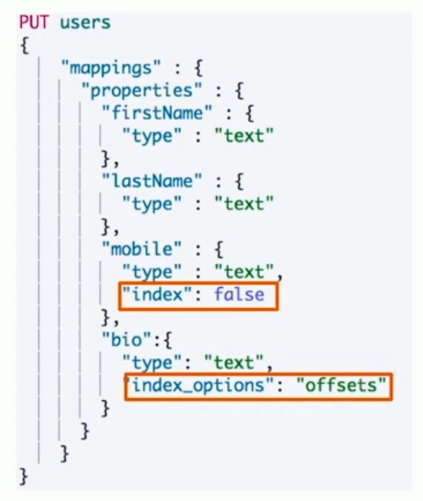 PUT users
{
"mappings" : {
"properties" : {
"firstName" : {
"type" : "text"
},
"lastName" : {
"type" : "text"
},
"mobile" : {
"type" : "text",
"index": false
},
"bio":{
"type": "text",
"index_options": "offsets"
}
}
}
}